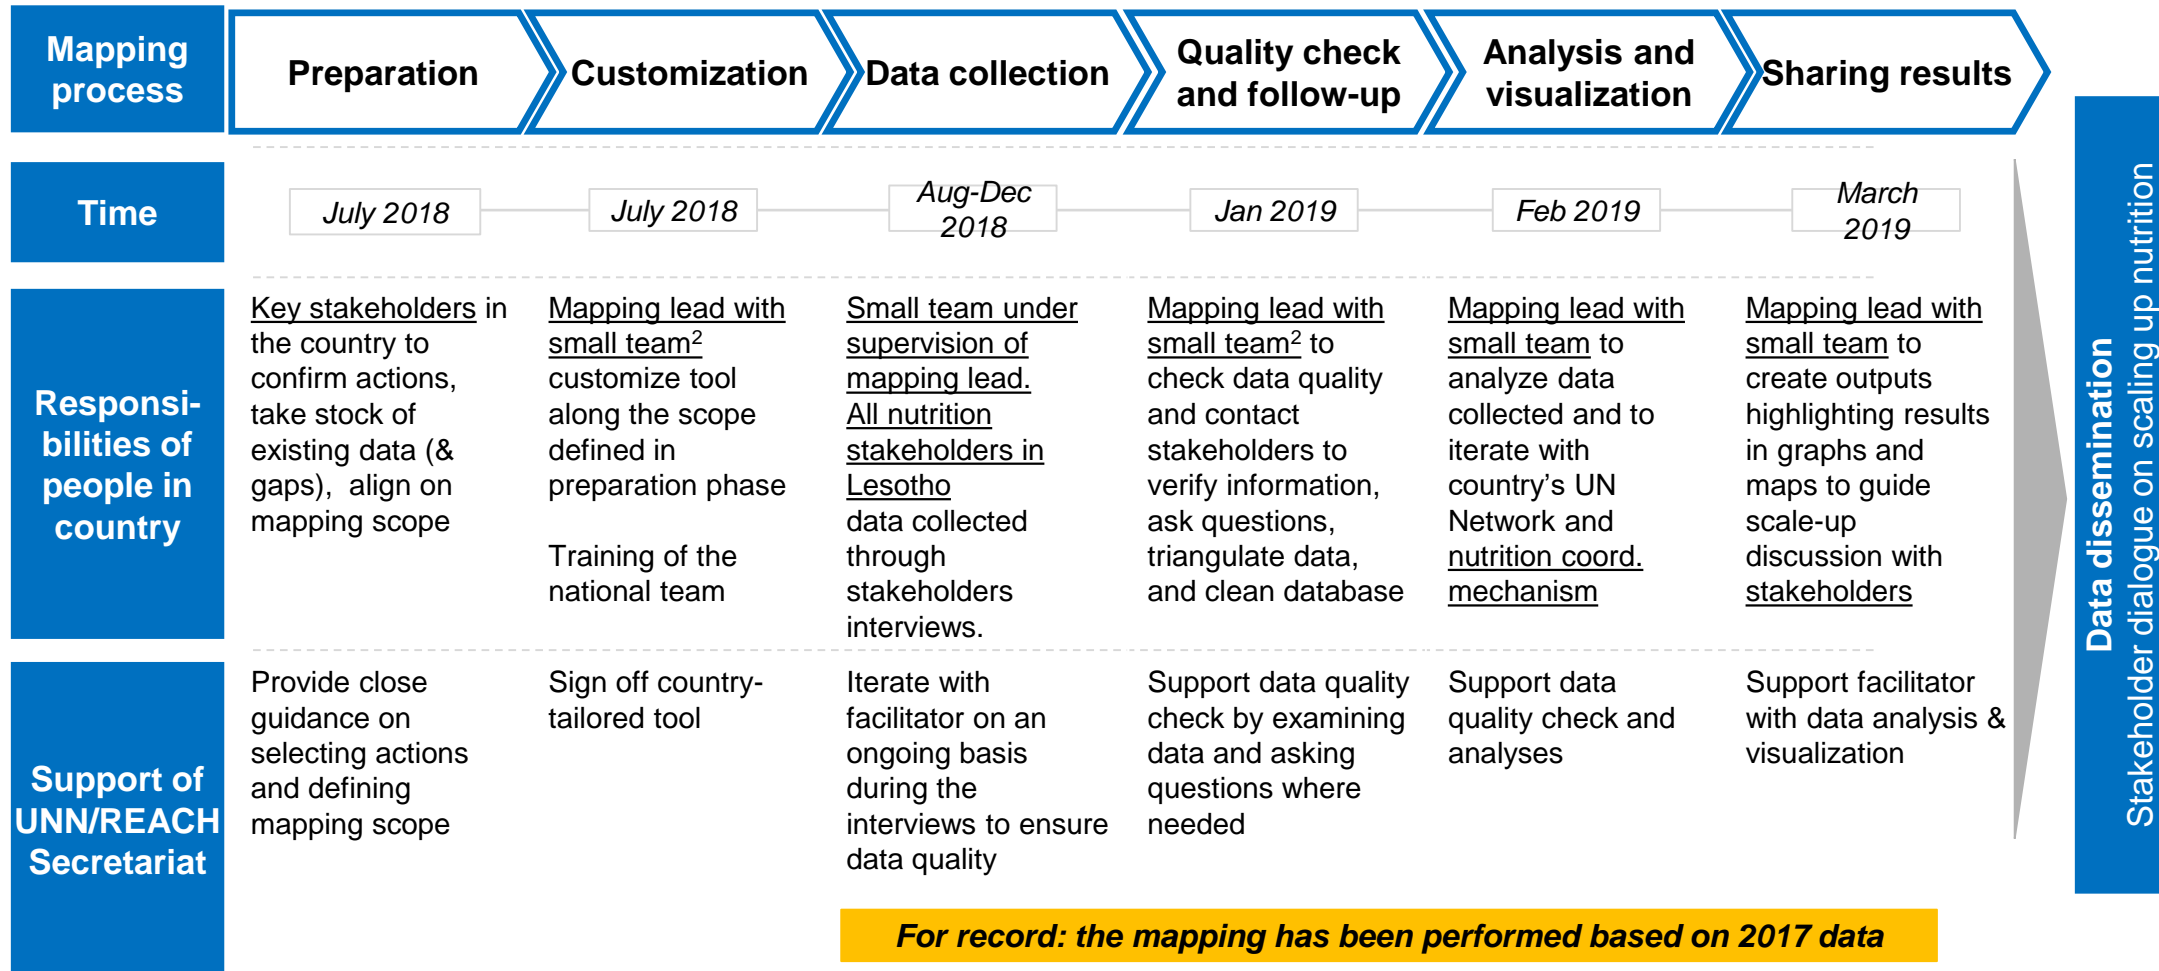 Mapping
process
Preparation
Customization
Data collection
Quality check
and follow-up
Analysis and
visualization
Sharing results
Time
July 2018
July 2018
Aug-Dec
2018
Jan 2019
Feb 2019
March
2019
Responsi-
bilities of
people in
country
Key stakeholders in
the country to
confirm actions,
take stock of
existing data (&
gaps),  align on
mapping scope
Mapping lead with
small team²
customize tool
along the scope
defined in
preparation phase
Training of the
national team
Small team under
supervision of
mapping lead.
All nutrition
stakeholders in
Lesotho
data collected
through
stakeholders
interviews.
Mapping lead with
small team² to
check data quality
and contact
stakeholders to
verify information,
ask questions,
triangulate data,
and clean database
Mapping lead with
small team to
analyze data
collected and to
iterate with
country's UN
Network and
nutrition coord.
mechanism
Mapping lead with
small team to
create outputs
highlighting results
in graphs and
maps to guide
scale-up
discussion with
stakeholders
Support of
UNN/REACH
Secretariat
Provide close
guidance on
selecting actions
and defining
mapping scope
Sign off country-
tailored tool
Iterate with
facilitator on an
ongoing basis
during the
interviews to ensure
data quality
Support data quality
check by examining
data and asking
questions where
needed
Support data
quality check and
analyses
Support facilitator
with data analysis &
visualization
Data dissemination
Stakeholder dialogue on scaling up nutrition
For record: the mapping has been performed based on 2017 data